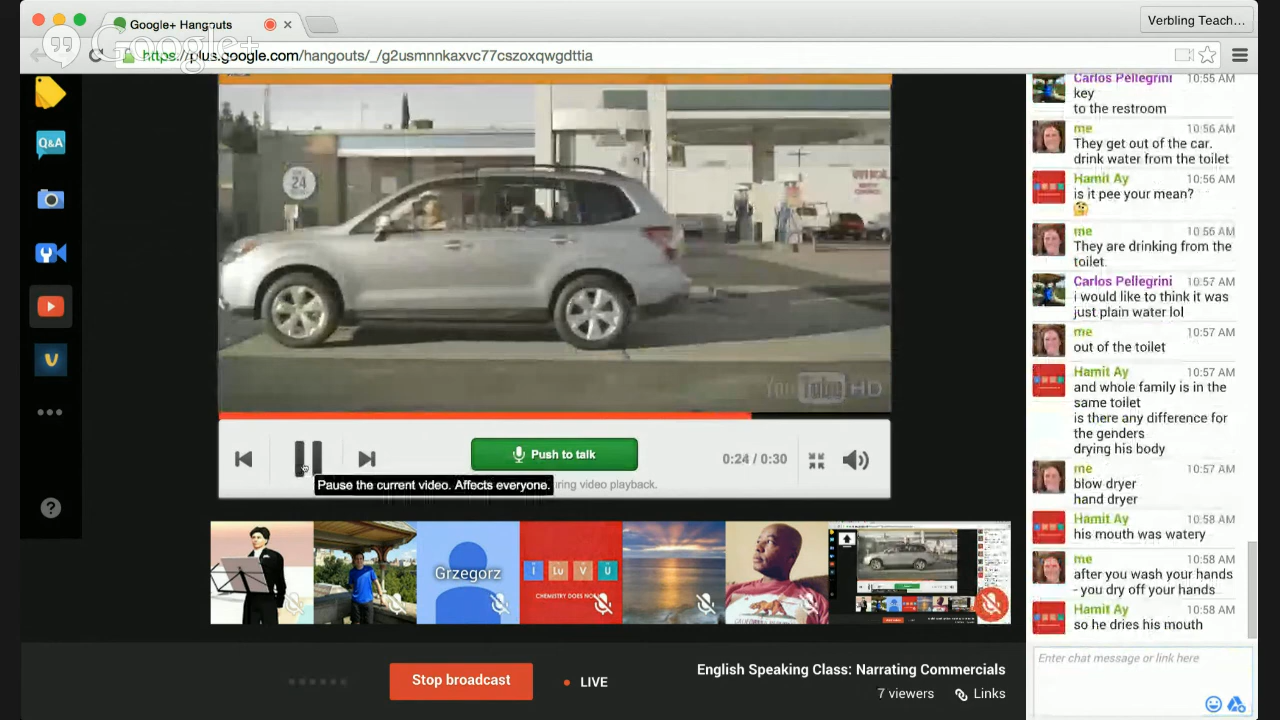 Google+ Hangouts
Verbling Teach...
Google+
https://plus.google.com/hangouts/_/g2usmnnkaxvc77cszoxqwgdttia
Q&A
24
YouTube HD
Push to talk
0:24 / 0:30
Pause the current video. Affects everyone.
ring video playback.
Grzegorz
i Lu V U
CHEMISTRY DOES NO
Stop broadcast
LIVE
English Speaking Class: Narrating Commercials
7 viewers
Links
Carlos Pellegrini 10:55 AM
key
to the restroom
me 10:56 AM
They get out of the car.
drink water from the toilet
Hamit Ay 10:56 AM
is it pee your mean?
me 10:56 AM
They are drinking from the
toilet.
Carlos Pellegrini 10:57 AM
i would like to think it was
just plain water lol
me 10:57 AM
out of the toilet
Hamit Ay 10:57 AM
and whole family is in the
same toilet
is there any difference for
the genders
drying his body
me 10:57 AM
blow dryer
hand dryer
Hamit Ay 10:58 AM
his mouth was watery
me 10:58 AM
after you wash your hands
- you dry off your hands
Hamit Ay 10:58 AM
so he dries his mouth
Enter chat message or link here